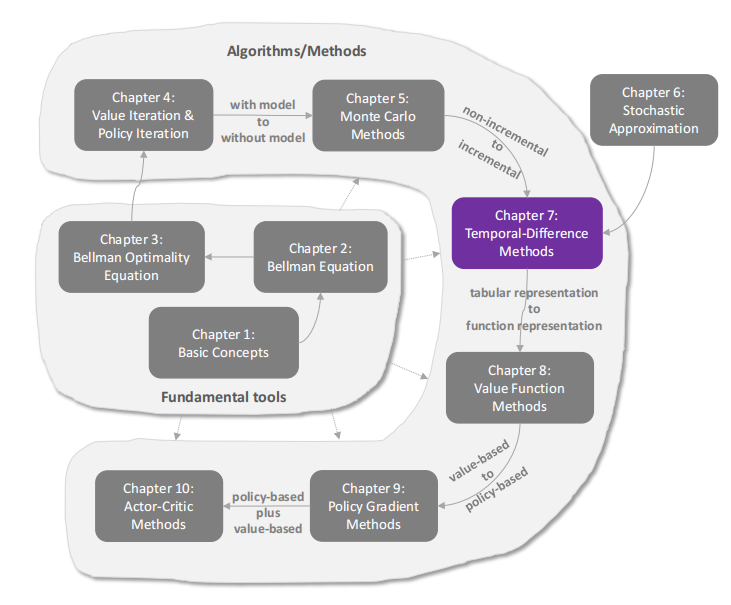 Algorithms/Methods
Chapter 4:
Value Iteration &
Policy Iteration
with model
to
without model
Chapter 5:
Monte Carlo
Methods
non-incremental
to
incremental
Chapter 6:
Stochastic
Approximation
Chapter 7:
Temporal-Difference
Methods
Chapter 3:
Bellman Optimality
Equation
Chapter 2:
Bellman Equation
Chapter 1:
Basic Concepts
Fundamental tools
tabular representation
to
function representation
Chapter 8:
Value Function
Methods
value-based
to
policy-based
Chapter 9:
Policy Gradient
Methods
policy-based
plus
value-based
Chapter 10:
Actor-Critic
Methods